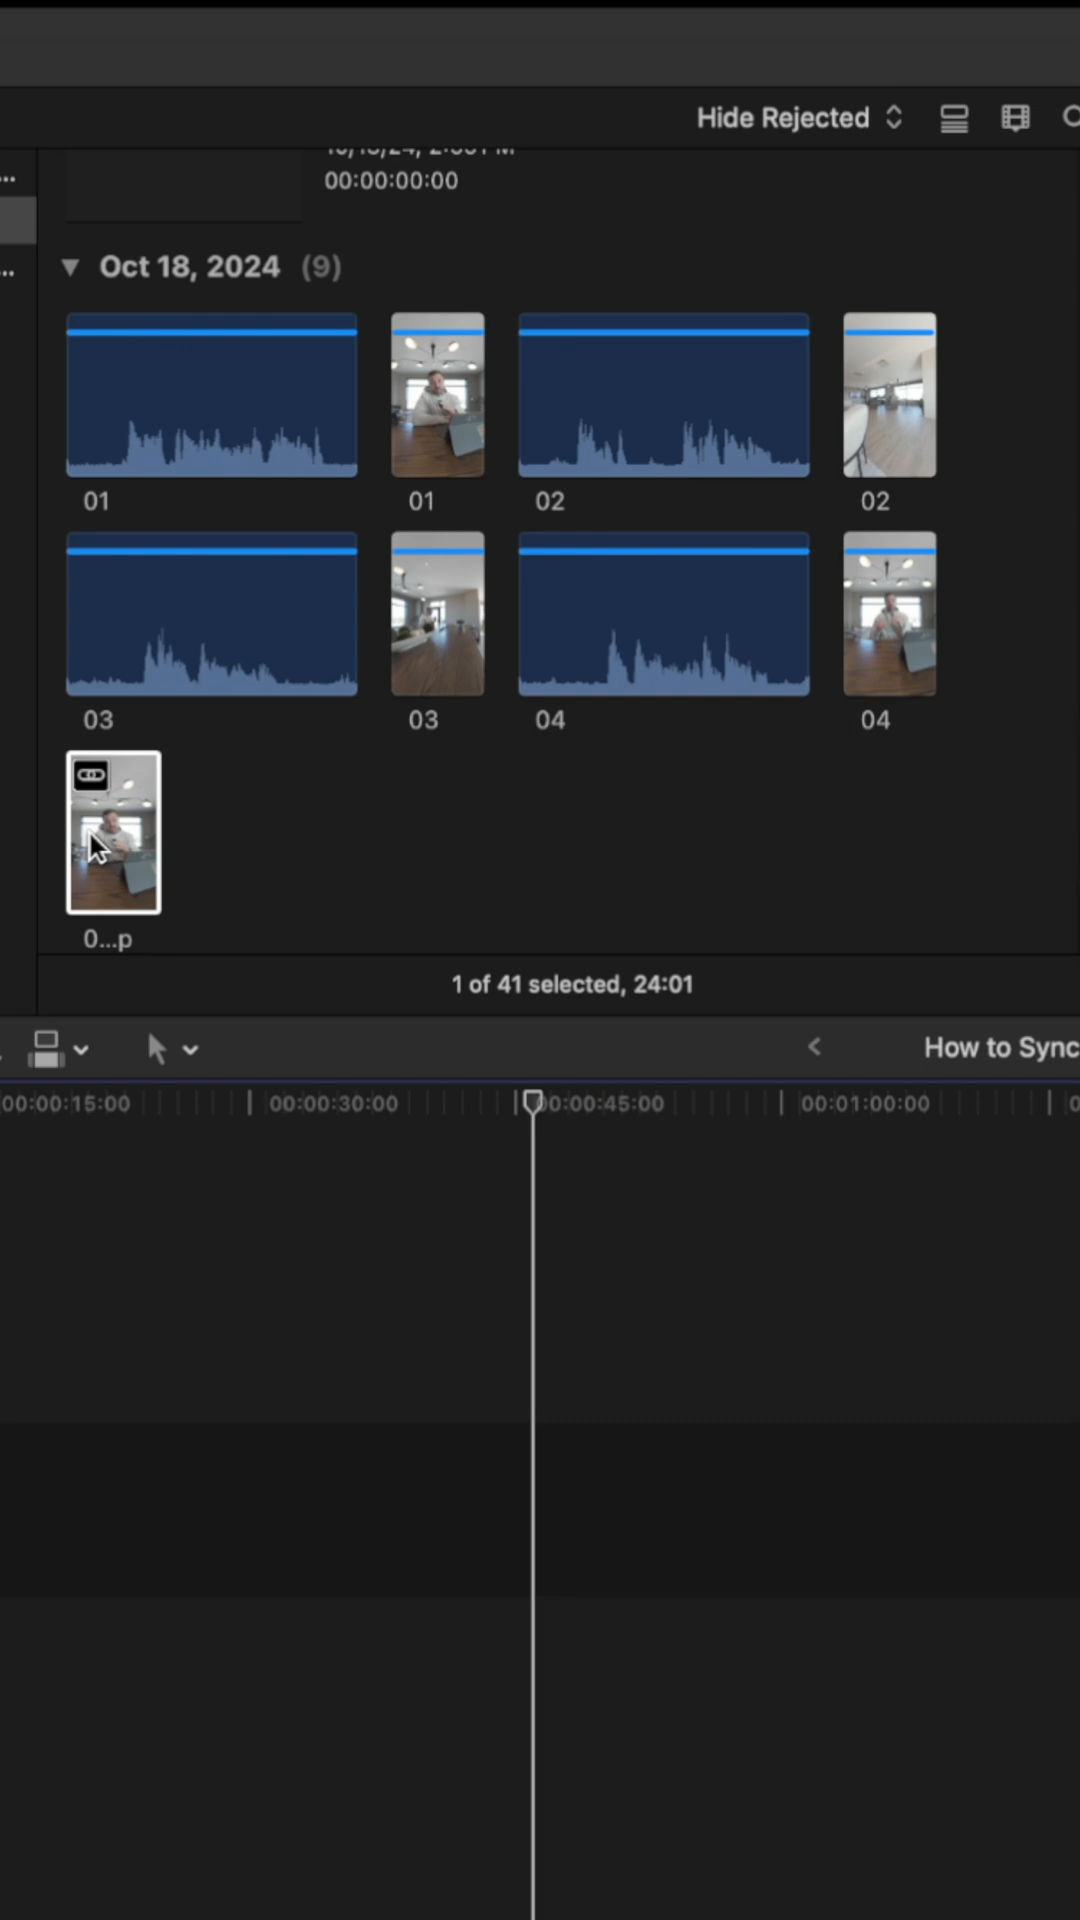 Hide Rejected
...
00:00:00:00
...
Oct 18, 2024 (9)
01 01 02 02
03 03 04 04
0...p
1 of 41 selected, 24:01
How to Sync
00:00:15:00 00:00:30:00 00:00:45:00 00:01:00:00 0